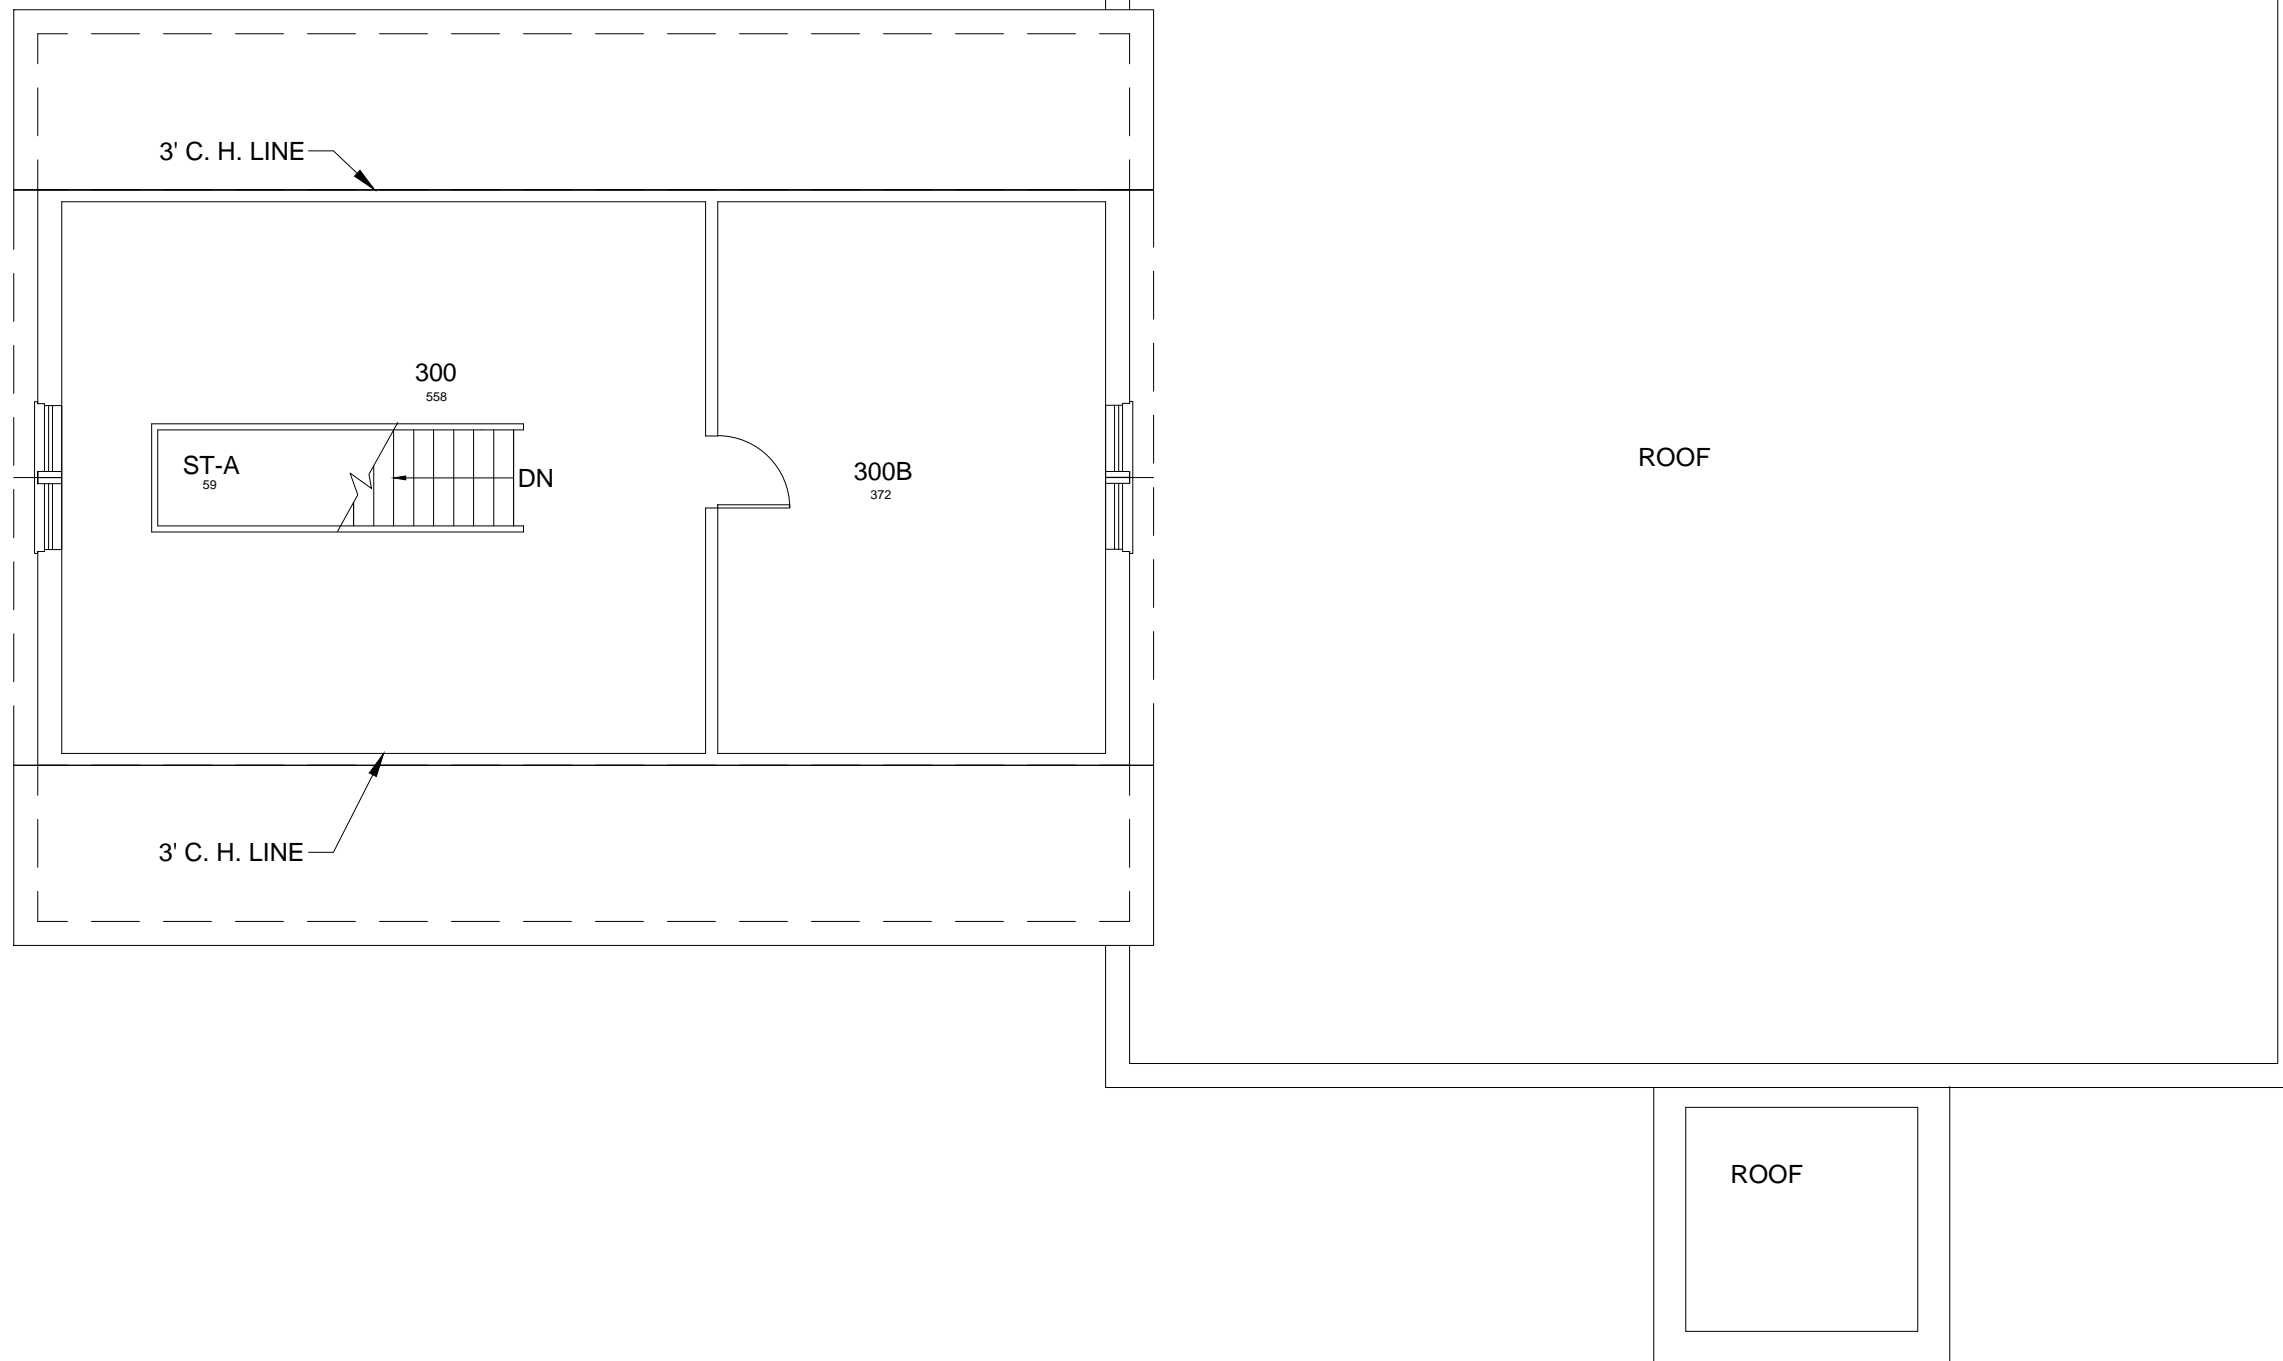 3' C. H. LINE
300
558
ST-A
59
DN
300B
372
ROOF
3' C. H. LINE
ROOF